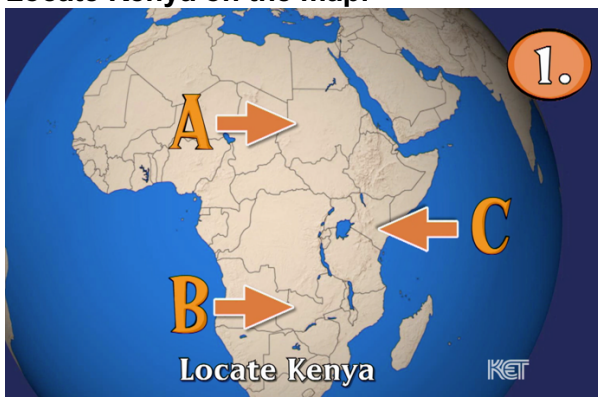 Locate Kenya on the map.
1.
A
C
B
Locate Kenya
KET